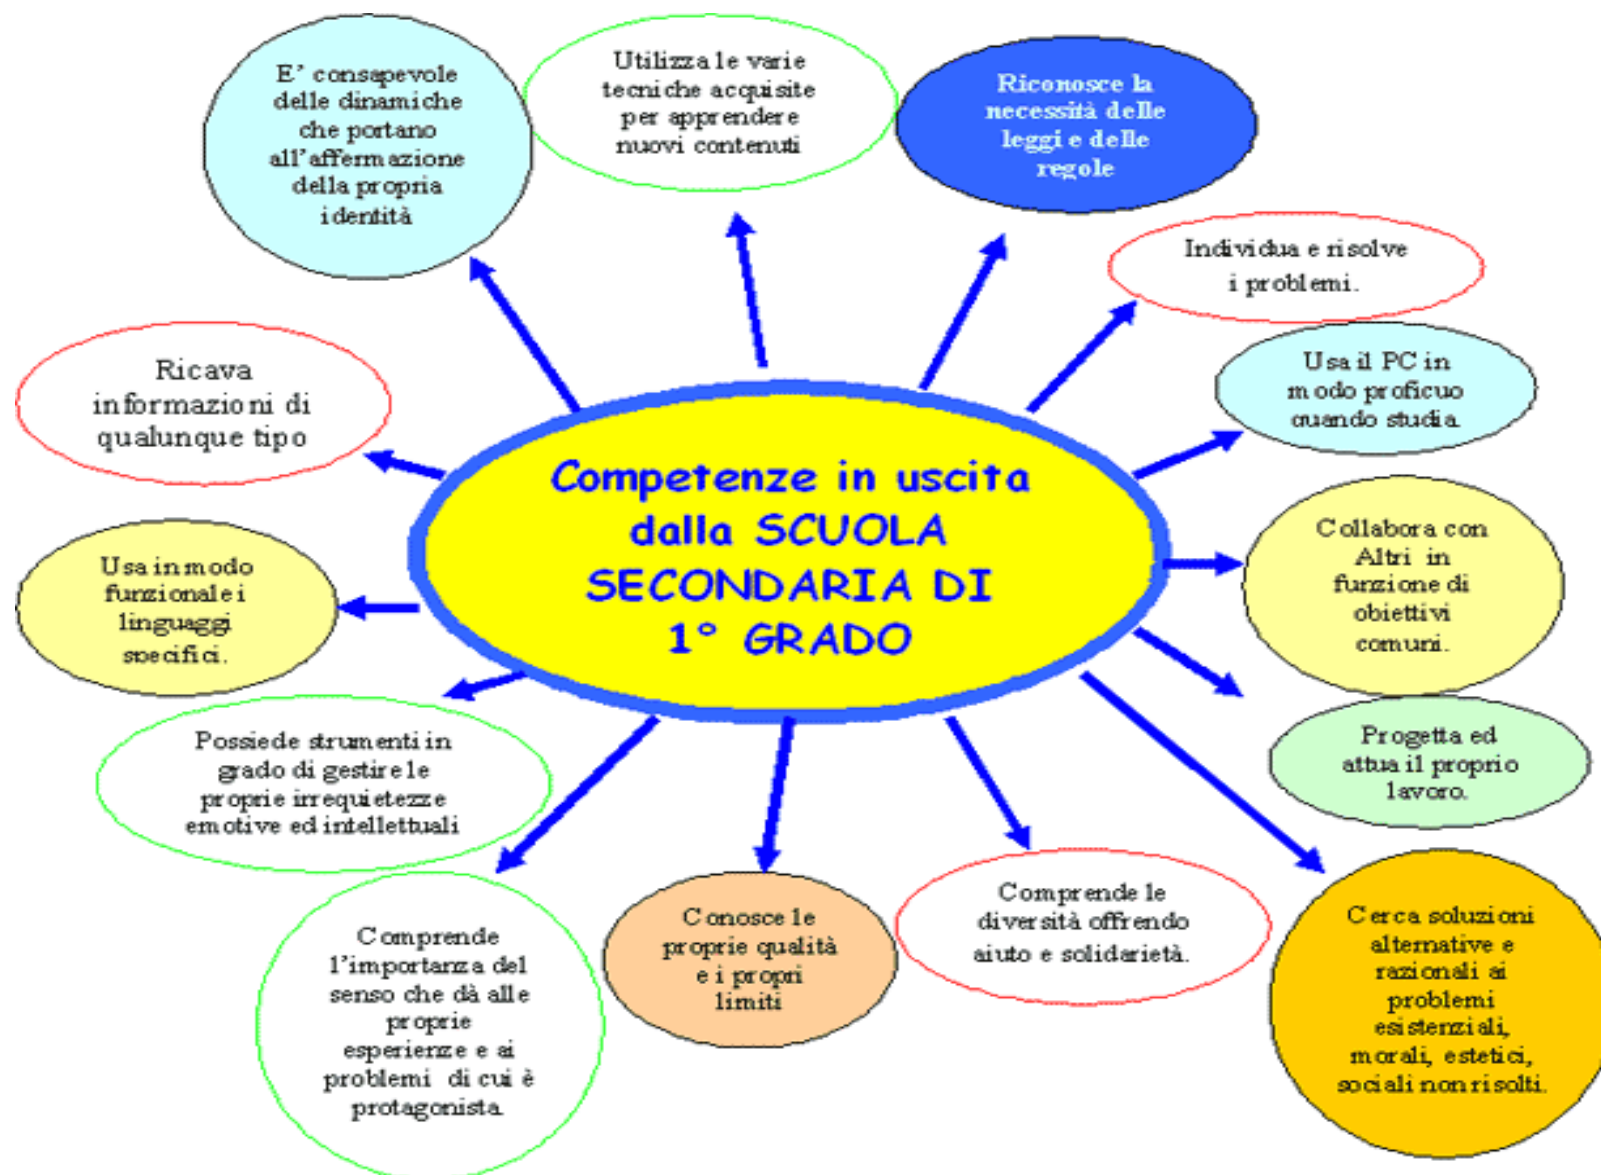 E' consapevole
delle dinamiche
che portano
all'affermazione
della propria
identità
Utilizza le varie
tecniche acquisite
per apprendere
nuovi contenuti
Riconosce la
necessità delle
leggi e delle
regole
Individua e risolve
i problemi.
Usa il PC in
modo proficuo
quando studia
Ricava
informazioni di
qualunque tipo
Competenze in uscita
dalla SCUOLA
SECONDARIA DI
1° GRADO
Collabora con
Altri in
funzione di
obiettivi
comuni.
Usa in modo
funzionale i
linguaggi
specifici.
Progetta ed
attua il proprio
lavoro.
Possiede strumenti in
grado di gestire le
proprie irrequietezze
emotive ed intellettuali
Comprende
l'importanza del
senso che dà alle
proprie
esperienze e ai
problemi di cui è
protagonista.
Conosce le
proprie qualità
e i propri
limiti
Comprende le
diversità offrendo
aiuto e solidarietà.
Cerca soluzioni
alternative e
razionali ai
problemi
esistenziali,
morali, estetici,
sociali non risolti.